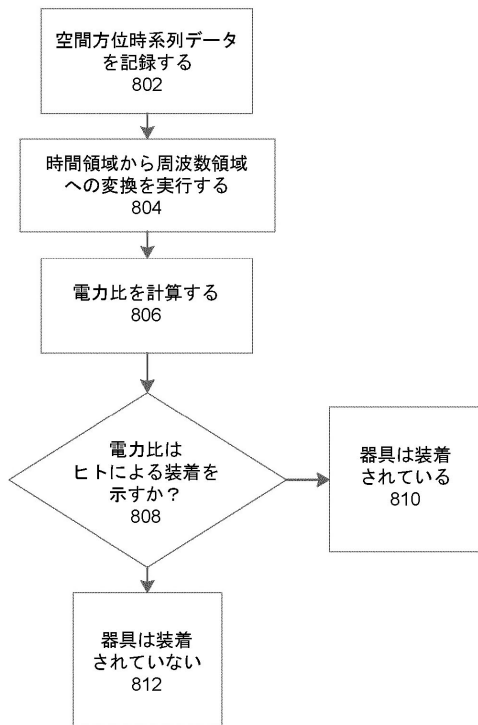 空間方位時系列データ
を記録する
802
時間領域から周波数領域
への変換を実行する
804
電力比を計算する
806
電力比は
ヒトによる装着を
示すか？
808
器具は装着
されている
810
器具は装着
されていない
812